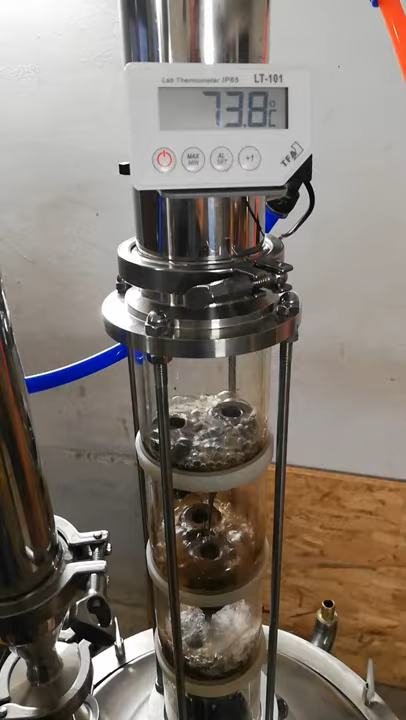 Lab Thermometer IP65 LT-101
73.8°C
MAX MIN
AL SET
TFA